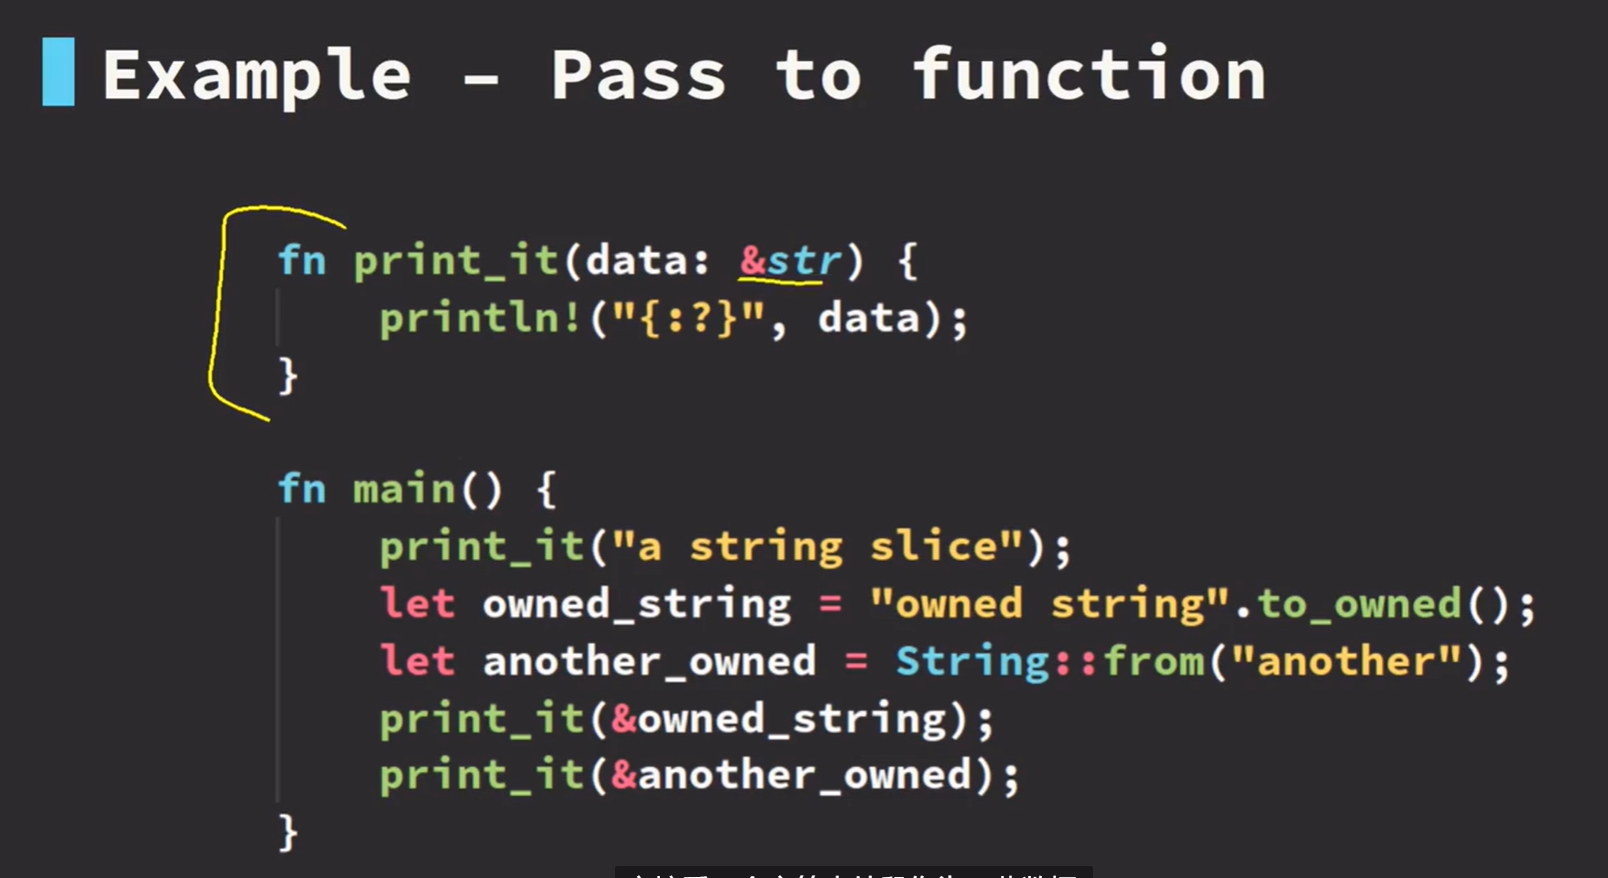 Example – Pass to function
fn print_it(data: &str) {
println!("{:?}", data);
}
fn main() {
print_it("a string slice");
let owned_string = "owned string".to_owned();
let another_owned = String::from("another");
print_it(&owned_string);
print_it(&another_owned);
}